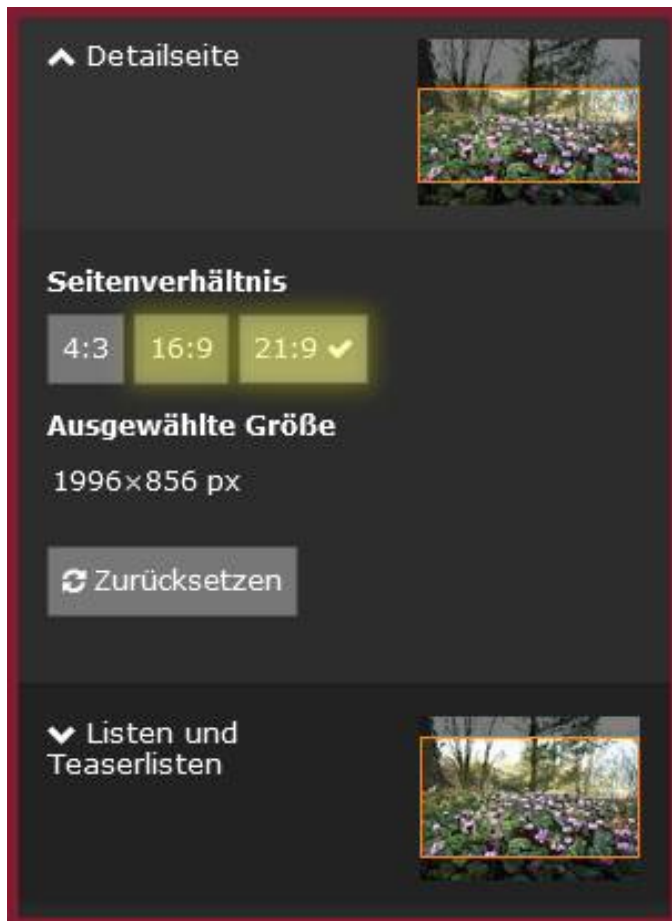 Detailseite
Seitenverhältnis
4:3 16:9 21:9
Ausgewählte Größe
1996×856 px
Zurücksetzen
Listen und
Teaserlisten